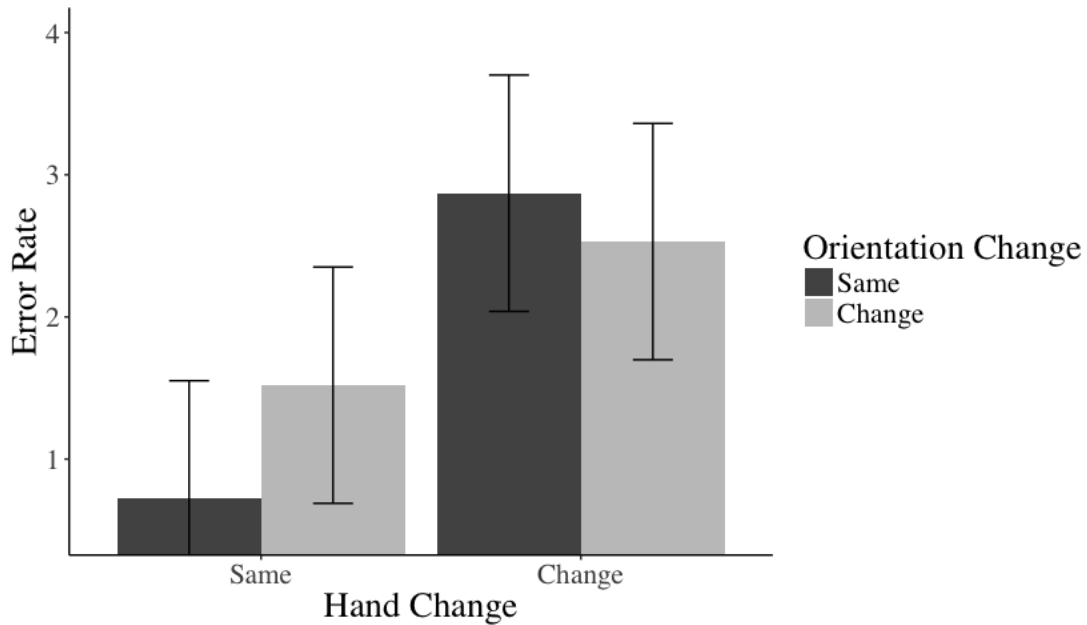 4
3
2
1
Error Rate
Same
Change
Hand Change
Orientation Change
Same
Change